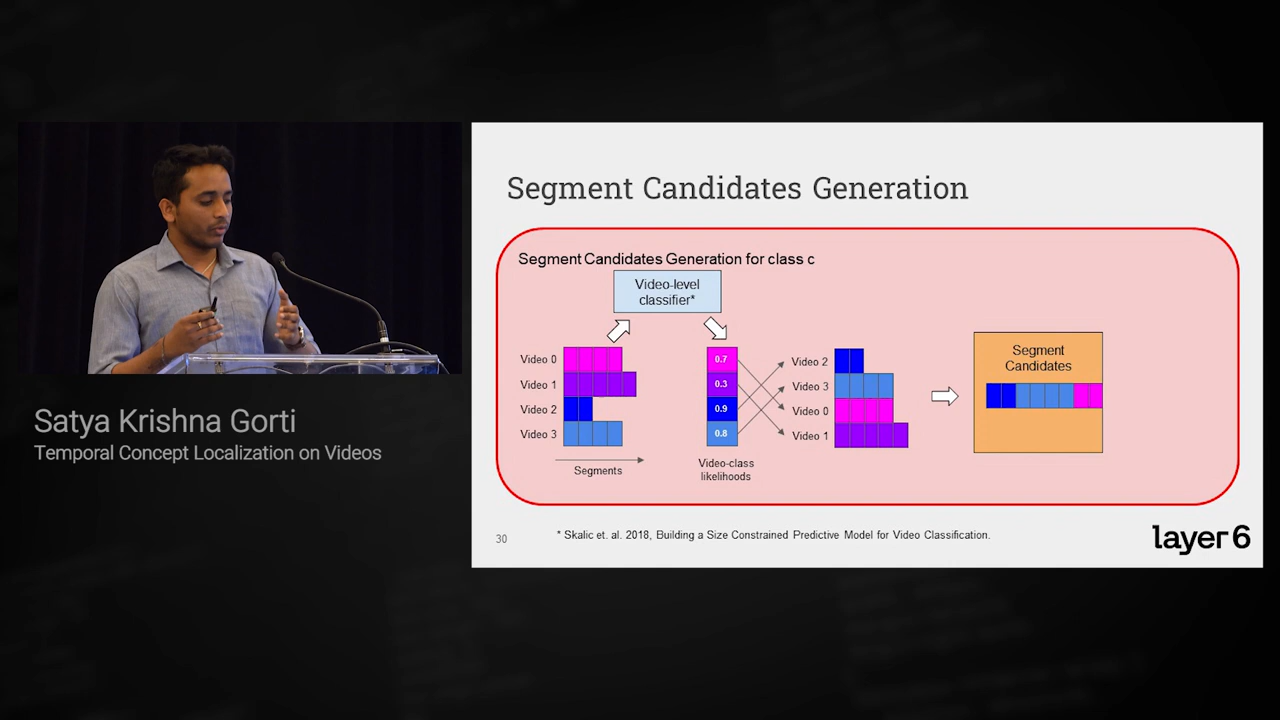 Segment Candidates Generation
Segment Candidates Generation for class c
Video-level
classifier*
Video 0
Video 1
Video 2
Video 3
Segments
0.7
0.3
0.9
0.8
Video-class
likelihoods
Video 2
Video 3
Video 0
Video 1
Segment
Candidates
30
* Skalic et. al. 2018, Building a Size Constrained Predictive Model for Video Classification.
layer 6
Satya Krishna Gorti
Temporal Concept Localization on Videos